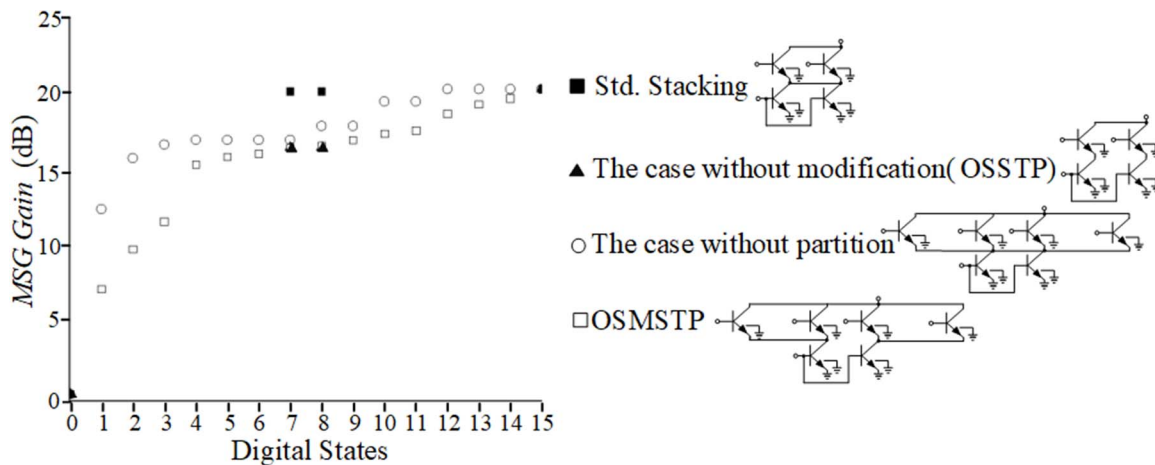 25
20
15
10
5
0
MSG Gain (dB)
0 1 2 3 4 5 6 7 8 9 10 11 12 13 14 15
Digital States
Std. Stacking
The case without modification( OSSTP)
The case without partition
OSMSTP